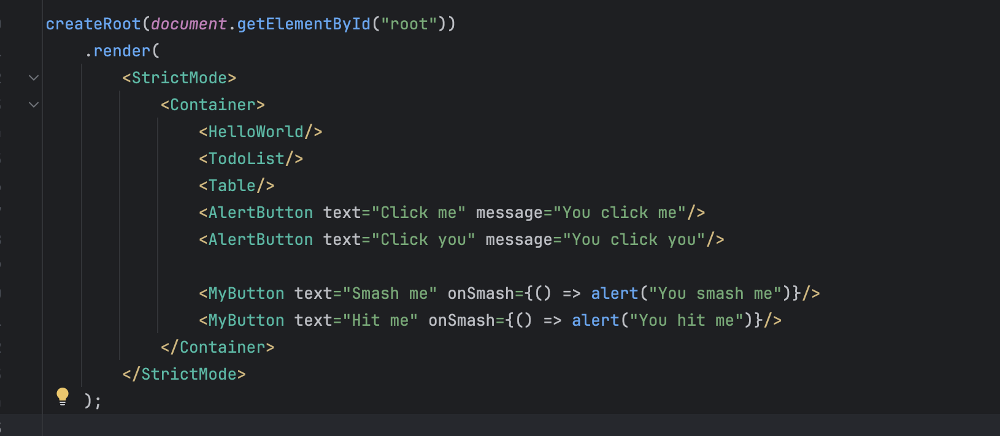 createRoot(document.getElementById("root"))
.render(
<StrictMode>
<Container>
<HelloWorld/>
<TodoList/>
<Table/>
<AlertButton text="Click me" message="You click me"/>
<AlertButton text="Click you" message="You click you"/>
<MyButton text="Smash me" onSmash={() => alert("You smash me")}/>
<MyButton text="Hit me" onSmash={() => alert("You hit me")}/>
</Container>
</StrictMode>
);